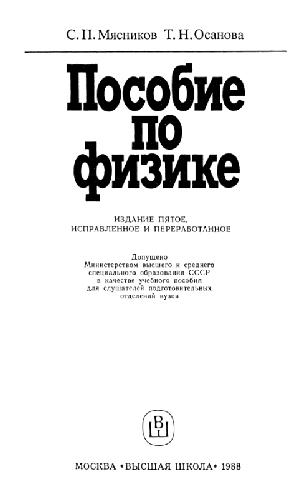 С. П. Мясников Т. Н. Осанова
Пособие
по
физике
ИЗДАНИЕ ПЯТОЕ,
ИСПРАВЛЕННОЕ И ПЕРЕРАБОТАННОЕ
Допущено
Министерством высшего и среднего
специального образования СССР
в качестве учебного пособия
для слушателей подготовительных
отделений вузов
В
Ш
МОСКВА «ВЫСШАЯ ШКОЛА» 1988